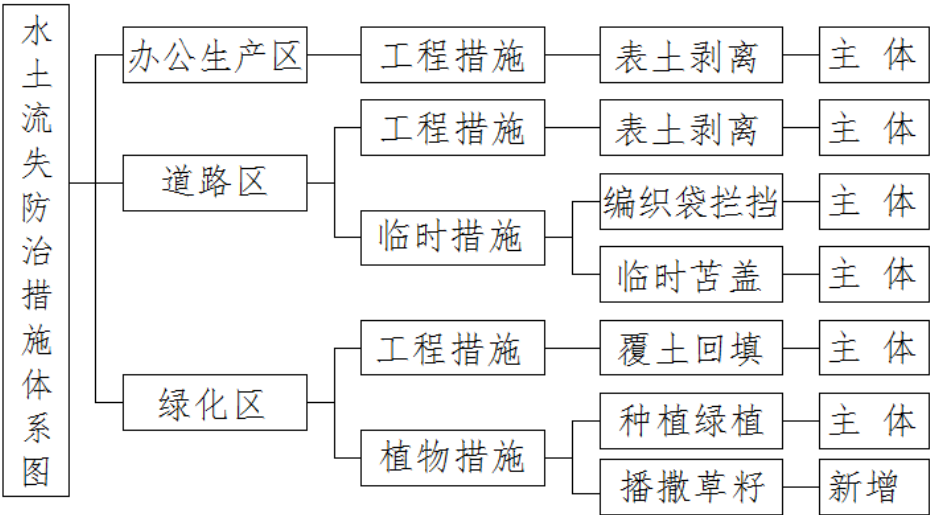 水土流失防治措施体系图
办公生产区 工程措施 表土剥离 主 体
工程措施 表土剥离 主 体
道路区
编织袋拦挡 主 体
临时措施
临时苫盖 主 体
工程措施 覆土回填 主 体
绿化区
种植绿植 主 体
植物措施
播撒草籽 新增